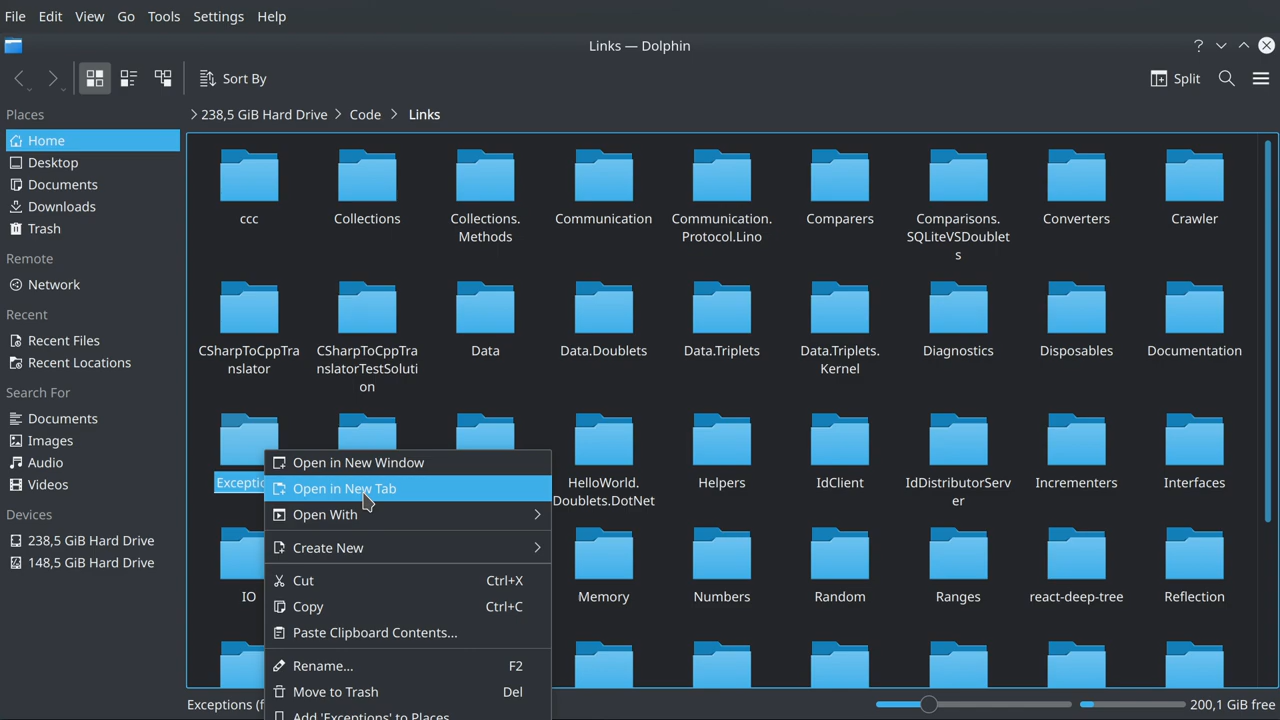 File Edit View Go Tools Settings Help
Links — Dolphin
?
Sort By
Split
Places
Home
Desktop
Documents
Downloads
Trash
Remote
Network
Recent
Recent Files
Recent Locations
Search For
Documents
Images
Audio
Videos
Devices
238,5 GiB Hard Drive
148,5 GiB Hard Drive
238,5 GiB Hard Drive Code Links
ccc
Collections
Collections.
Methods
Communication
Communication.
Protocol.Lino
Comparers
Comparisons.
SQLiteVSDoublet
s
Converters
Crawler
CSharpToCppTra
nslator
CSharpToCppTra
nslatorTestSoluti
on
Data
Data.Doublets
Data.Triplets
Data.Triplets.
Kernel
Diagnostics
Disposables
Documentation
HelloWorld.
Doublets.DotNet
Helpers
IdClient
IdDistributorServ
er
Incrementers
Interfaces
IO
Memory
Numbers
Random
Ranges
react-deep-tree
Reflection
Open in New Window
Open in New Tab
Open With
Create New
Cut Ctrl+X
Copy Ctrl+C
Paste Clipboard Contents...
Rename... F2
Move to Trash Del
Add 'Exceptions' to Places
Exceptions (f
200,1 GiB free